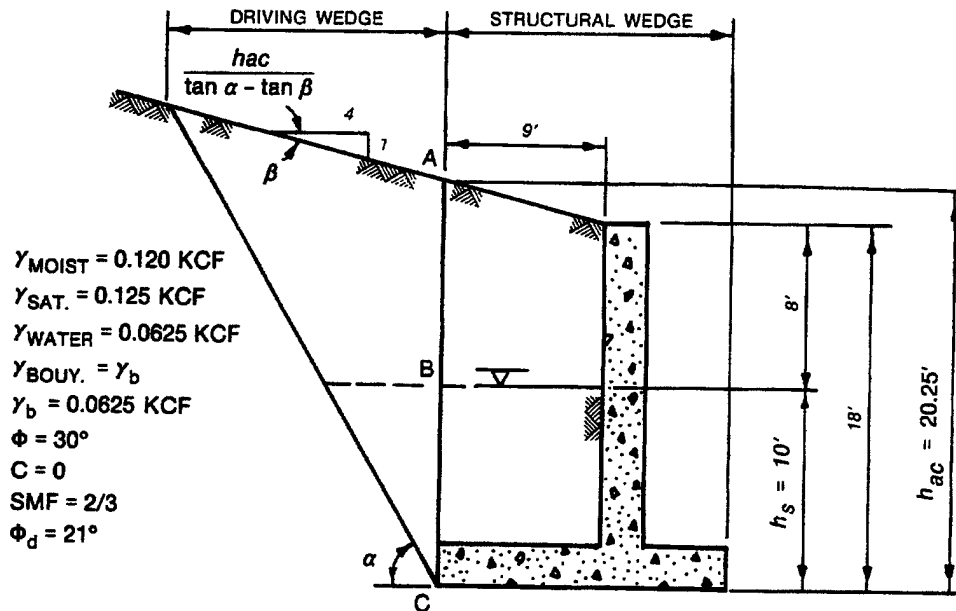 DRIVING WEDGE
STRUCTURAL WEDGE
hac
tan α - tan β
4
1
β
A
9'
γMOIST = 0.120 KCF
γSAT. = 0.125 KCF
γWATER = 0.0625 KCF
γBOUY. = γb
γb = 0.0625 KCF
Φ = 30°
C = 0
SMF = 2/3
Φd = 21°
B
8'
18'
hs = 10'
hac = 20.25'
α
C